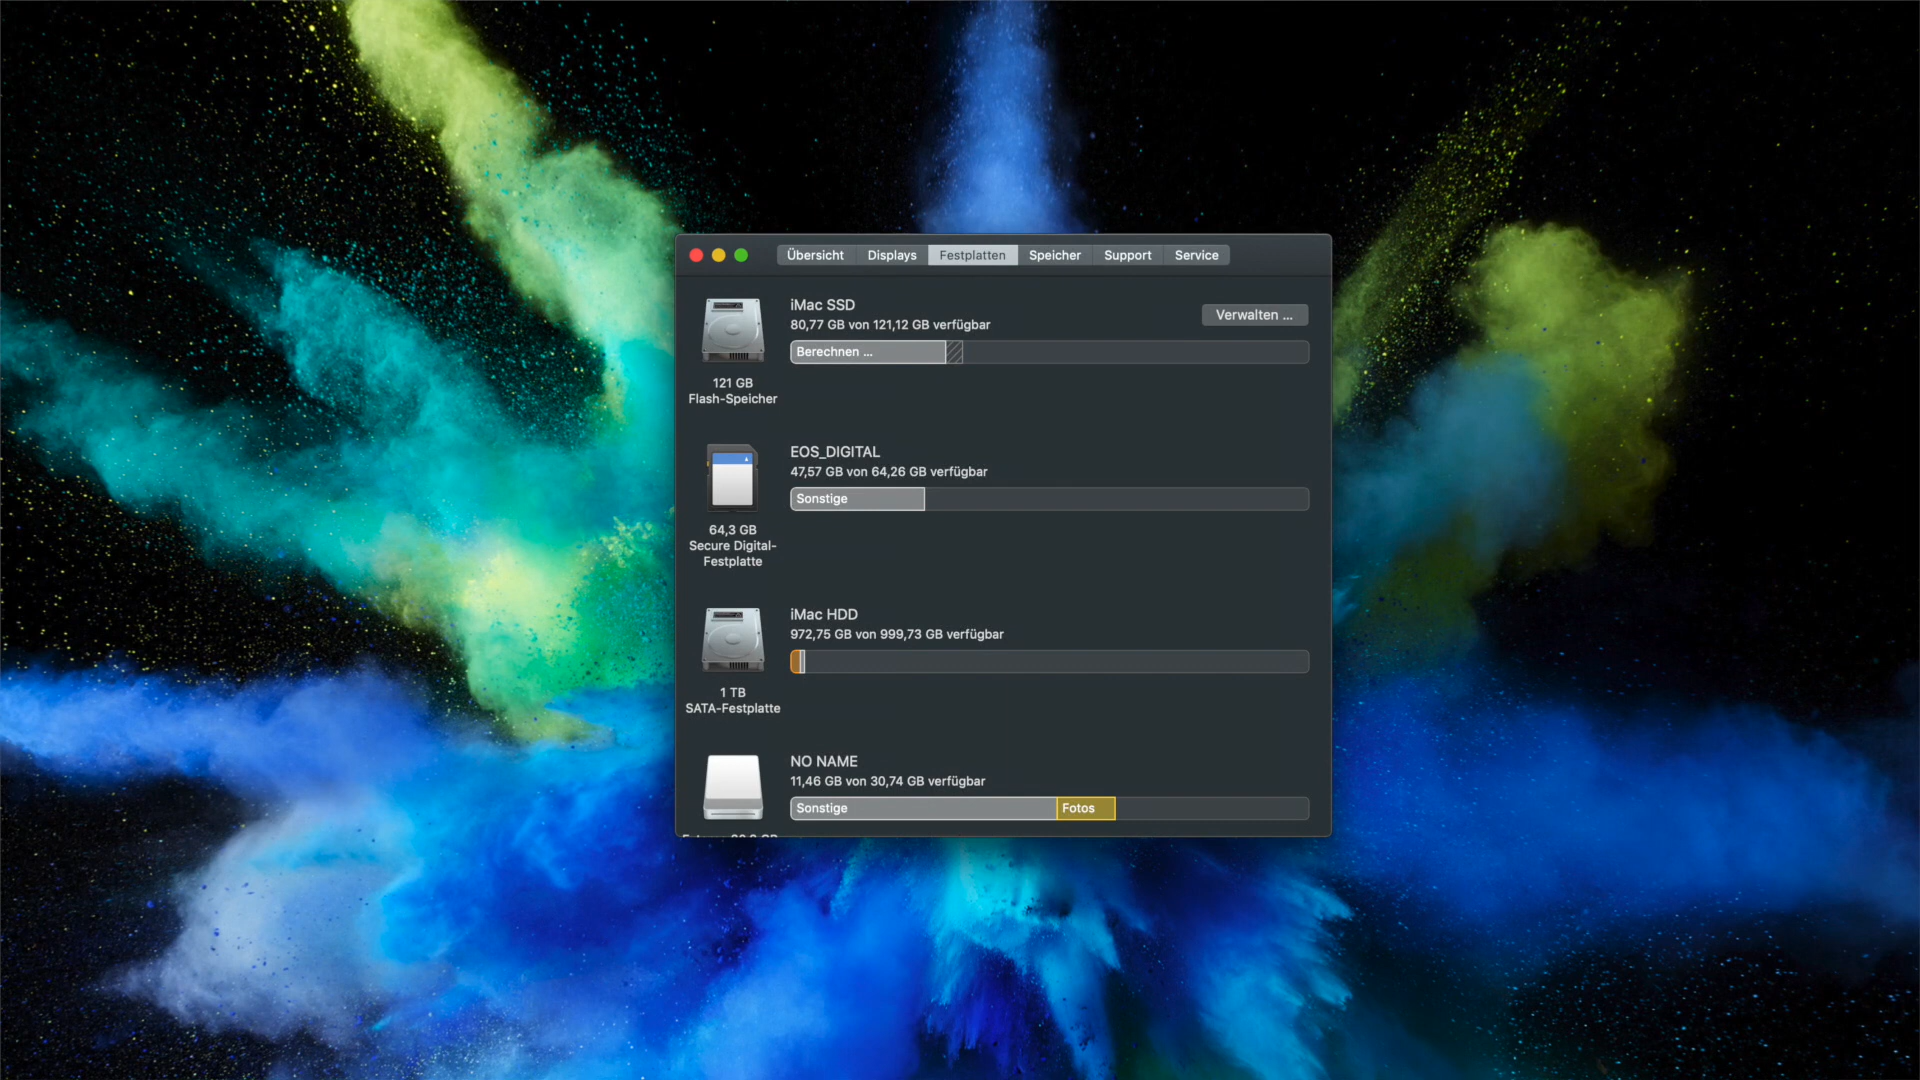 Übersicht Displays Festplatten Speicher Support Service
iMac SSD
80,77 GB von 121,12 GB verfügbar
Verwalten ...
Berechnen ...
121 GB
Flash-Speicher
EOS_DIGITAL
47,57 GB von 64,26 GB verfügbar
Sonstige
64,3 GB
Secure Digital-
Festplatte
iMac HDD
972,75 GB von 999,73 GB verfügbar
1 TB
SATA-Festplatte
NO NAME
11,46 GB von 30,74 GB verfügbar
Sonstige Fotos